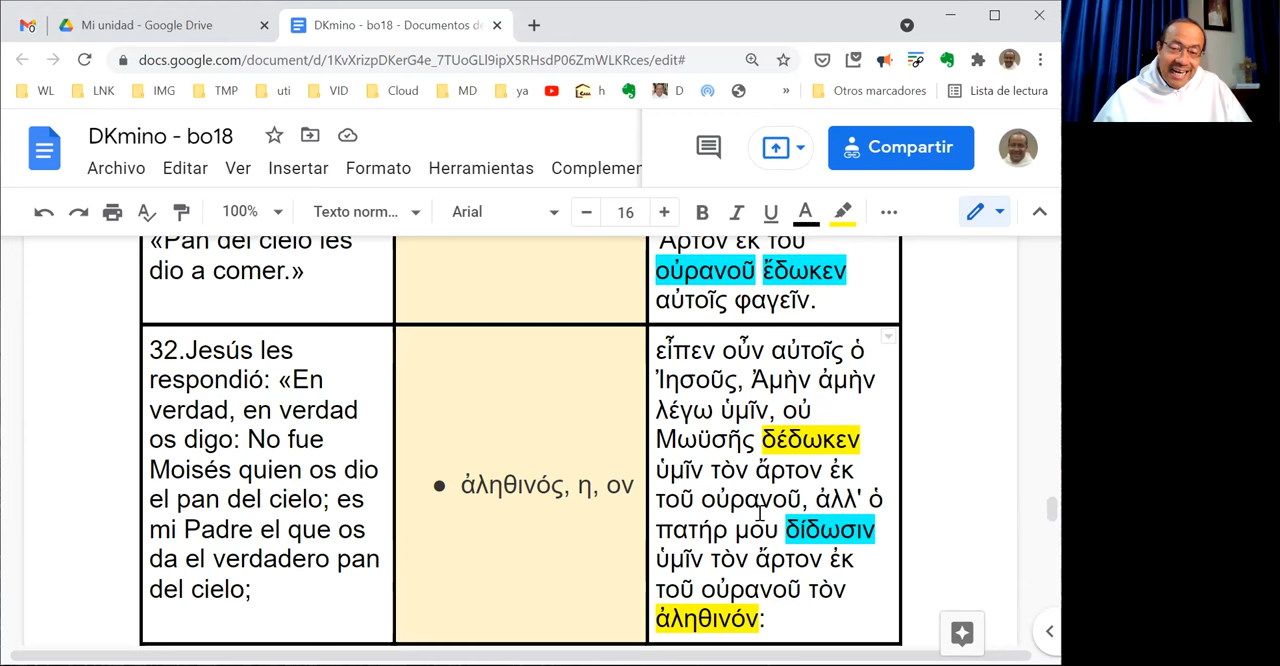 Mi unidad - Google Drive
DKmino - bo18 - Documentos de
docs.google.com/document/d/1KvXrizpDKerG4e_7TUoGLl9ipX5RHsdP06ZmWLKRces/edit#
WL LNK IMG TMP uti VID Cloud MD ya h D » Otros marcadores Lista de lectura
DKmino - bo18
Compartir
Archivo Editar Ver Insertar Formato Herramientas Complemen
100% Texto norm... Arial 16 B I U A
«Pan del cielo les
dio a comer.»
Ἄρτον ἐκ τοῦ
οὐρανοῦ ἔδωκεν
αὐτοῖς φαγεῖν.
32.Jesús les
respondió: «En
verdad, en verdad
os digo: No fue
Moisés quien os dio
el pan del cielo; es
mi Padre el que os
da el verdadero pan
del cielo;
● ἀληθινός, η, ον
εἶπεν οὖν αὐτοῖς ὁ
Ἰησοῦς, Ἀμὴν ἀμὴν
λέγω ὑμῖν, οὐ
Μωϋσῆς δέδωκεν
ὑμῖν τὸν ἄρτον ἐκ
τοῦ οὐρανοῦ, ἀλλ' ὁ
πατήρ μου δίδωσιν
ὑμῖν τὸν ἄρτον ἐκ
τοῦ οὐρανοῦ τὸν
ἀληθινόν: